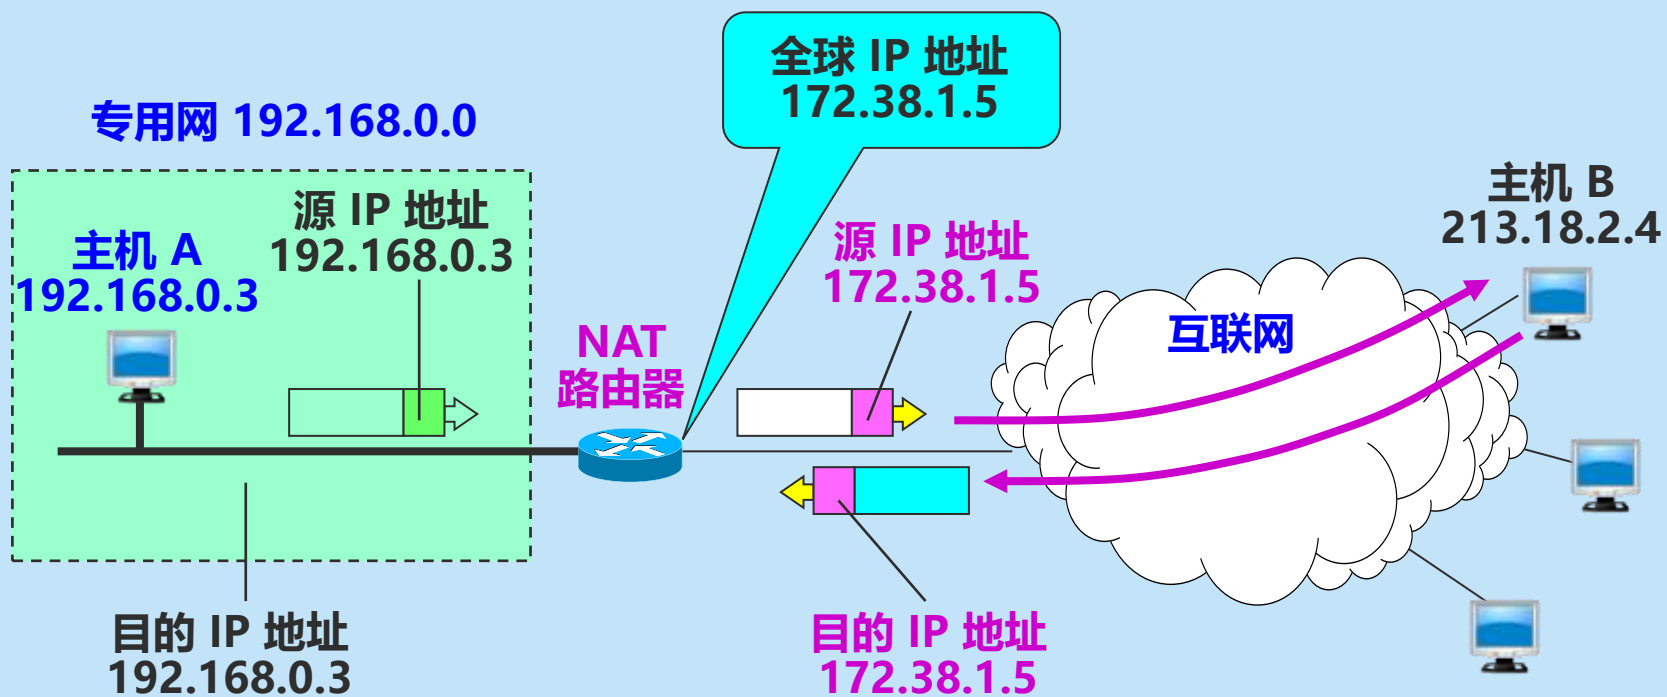 全球 IP 地址
172.38.1.5
专用网 192.168.0.0
源 IP 地址
192.168.0.3
主机 A
192.168.0.3
NAT
路由器
源 IP 地址
172.38.1.5
互联网
主机 B
213.18.2.4
目的 IP 地址
192.168.0.3
目的 IP 地址
172.38.1.5